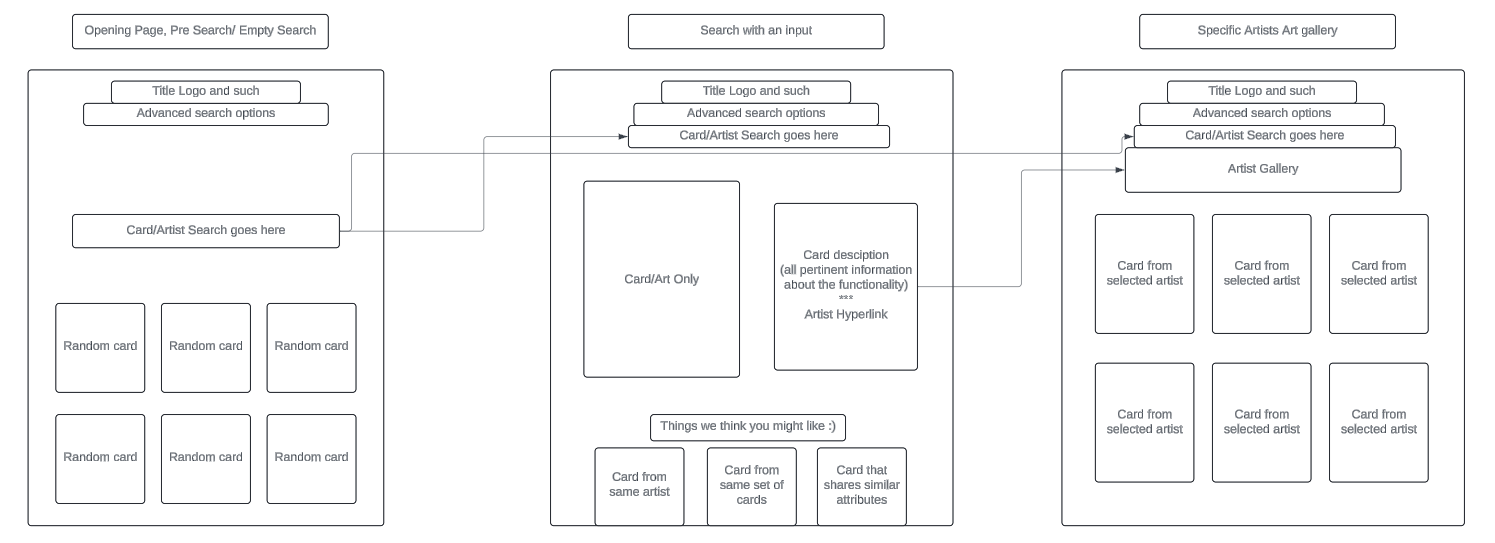 Opening Page, Pre Search/ Empty Search
Title Logo and such
Advanced search options
Card/Artist Search goes here
Random card
Random card
Random card
Random card
Random card
Random card
Search with an input
Title Logo and such
Advanced search options
Card/Artist Search goes here
Card/Art Only
Card desciption
(all pertinent information
about the functionality)
***
Artist Hyperlink
Things we think you might like :)
Card from
same artist
Card from
same set of
cards
Card that
shares similar
attributes
Specific Artists Art gallery
Title Logo and such
Advanced search options
Card/Artist Search goes here
Artist Gallery
Card from
selected artist
Card from
selected artist
Card from
selected artist
Card from
selected artist
Card from
selected artist
Card from
selected artist